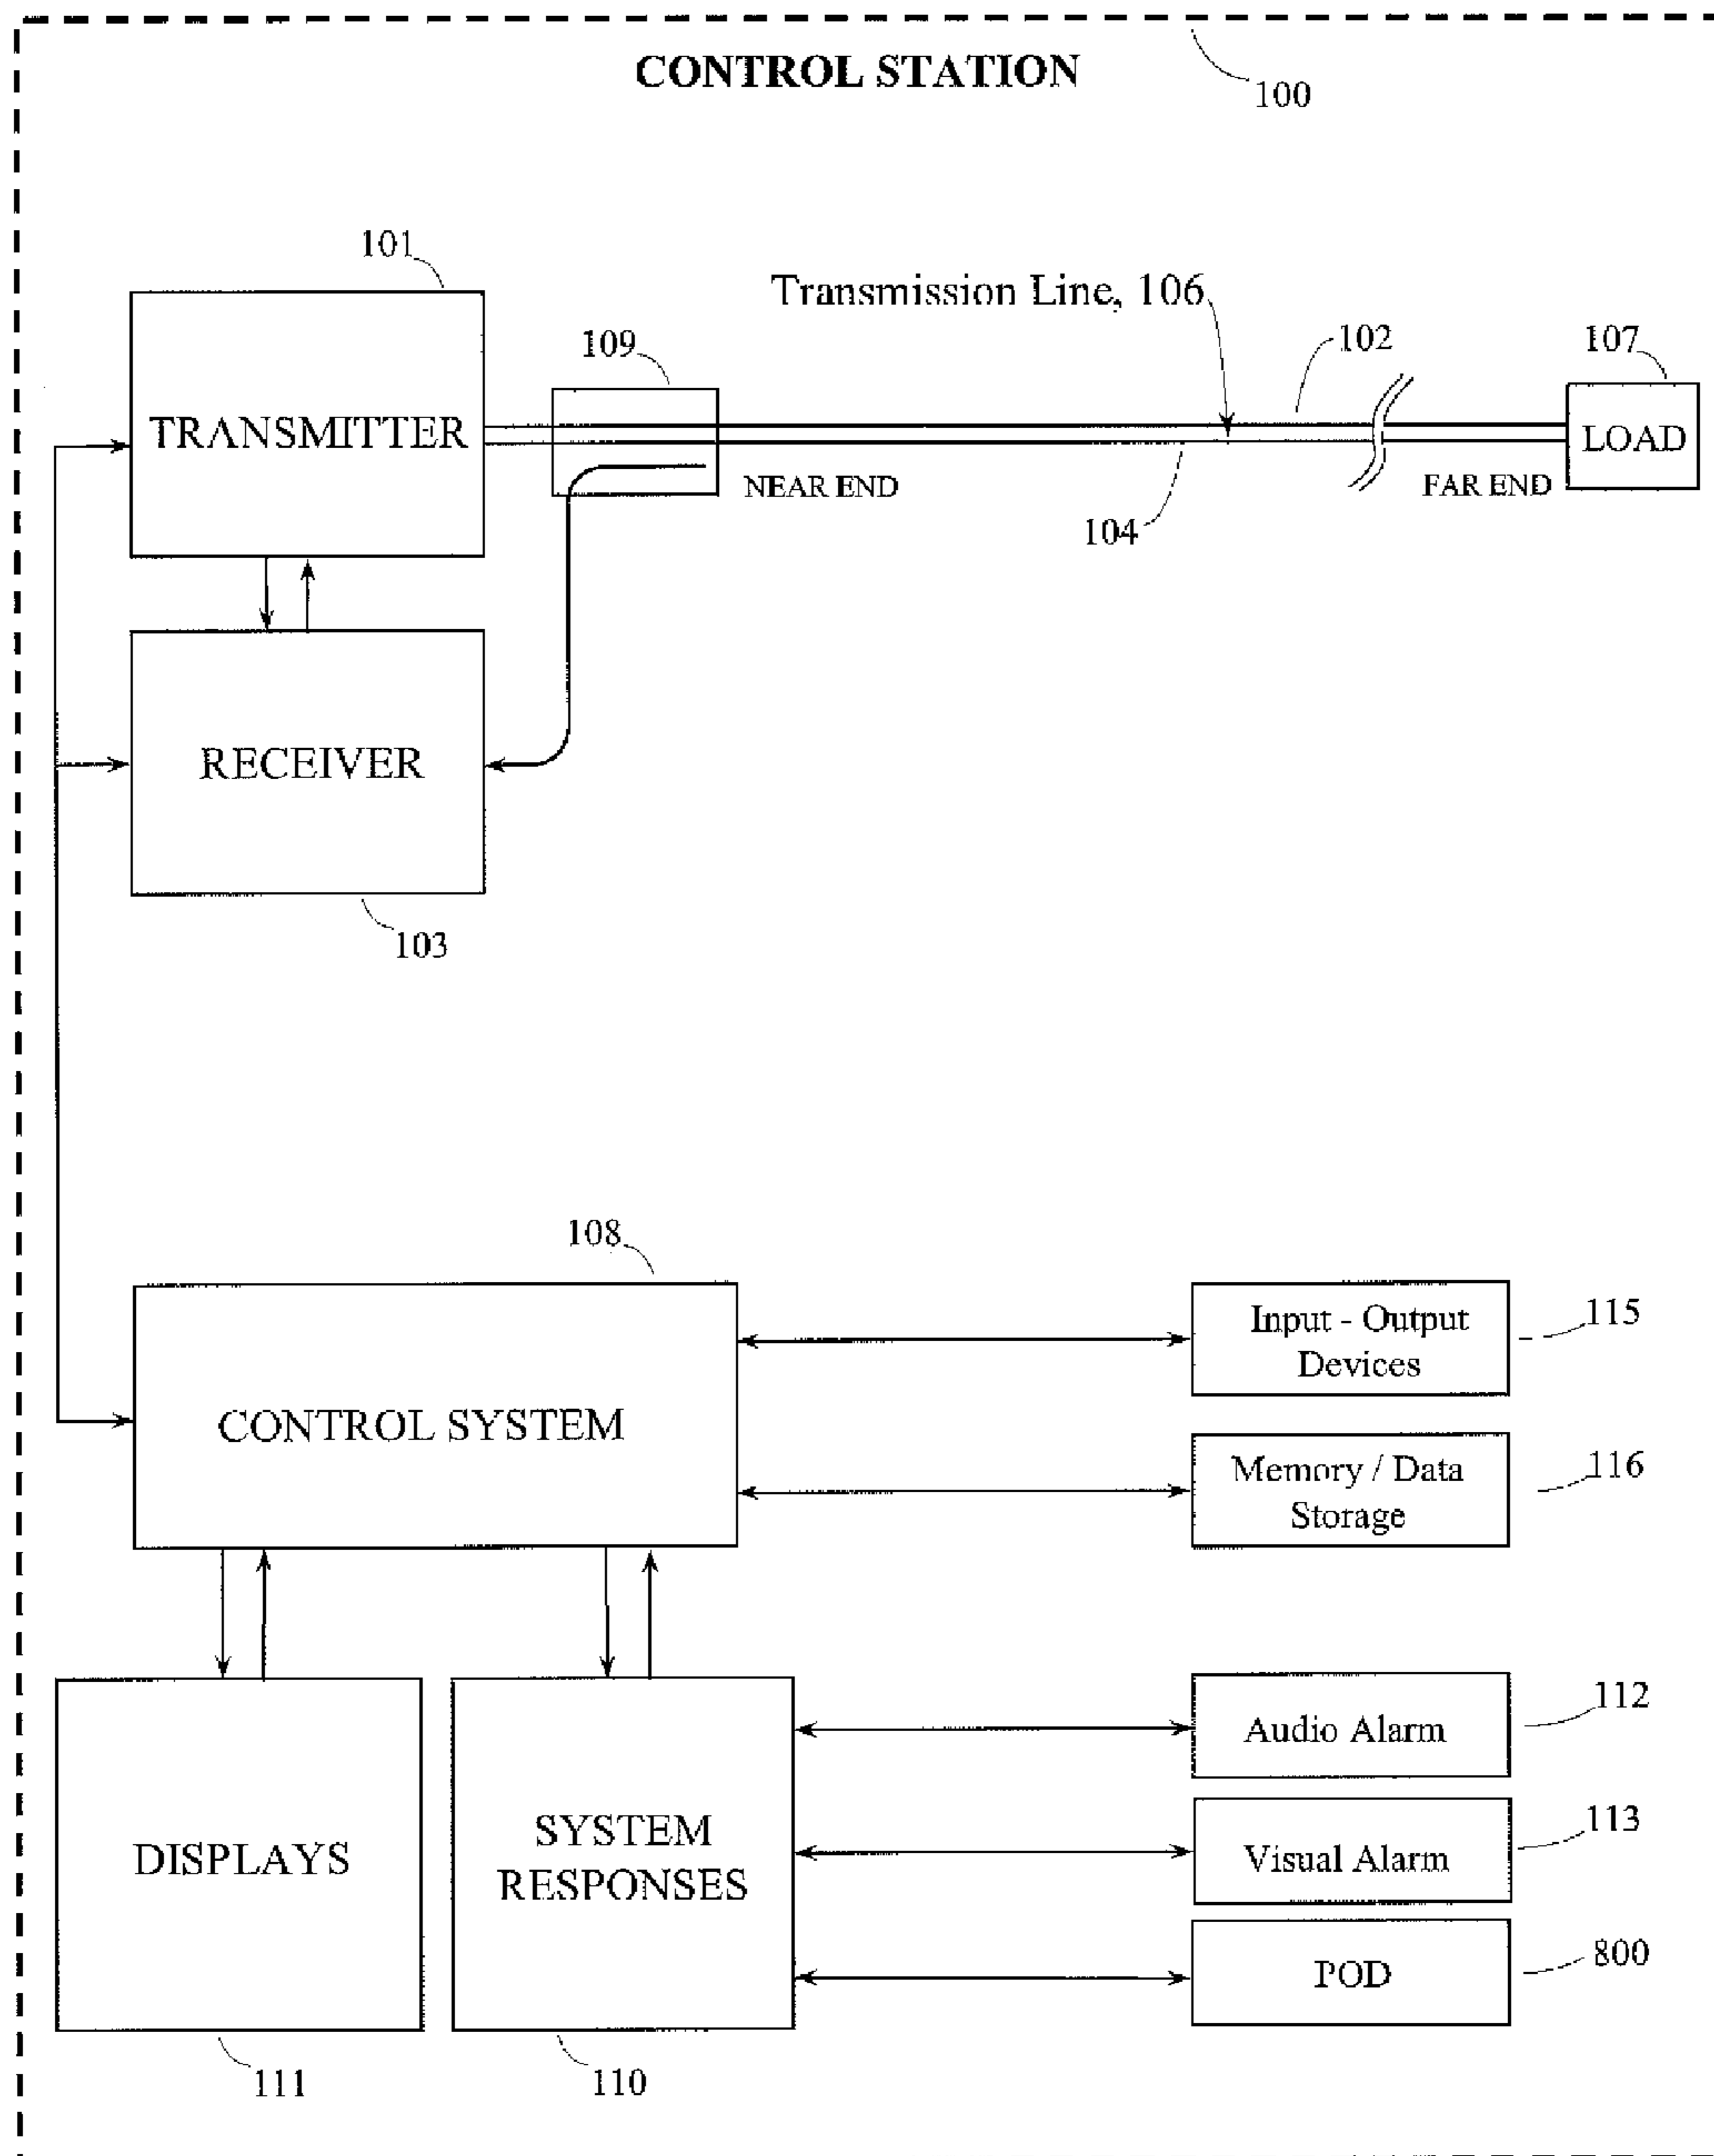 CONTROL STATION
100
101
Transmission Line, 106
109
102
107
TRANSMITTER
LOAD
NEAR END
FAR END
104
RECEIVER
103
108
Input - Output
Devices
115
CONTROL SYSTEM
Memory / Data
Storage
116
Audio Alarm
112
DISPLAYS
SYSTEM
RESPONSES
Visual Alarm
113
POD
800
111
110